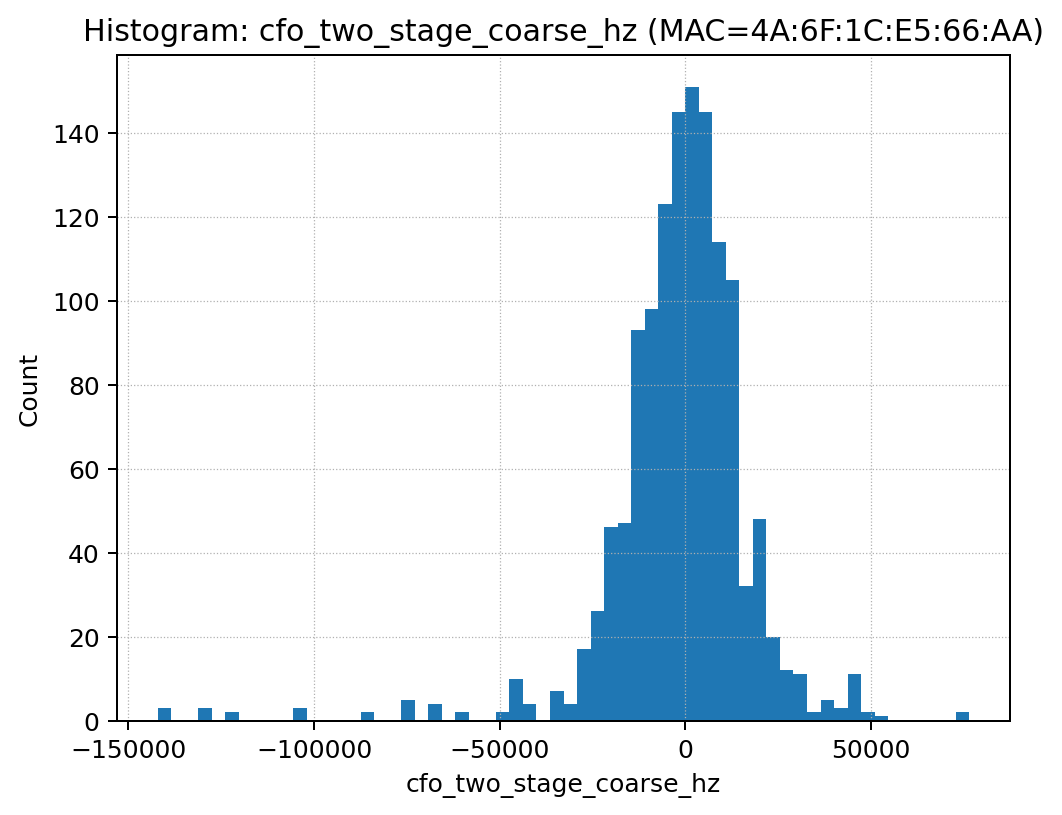 Histogram: cfo_two_stage_coarse_hz (MAC=4A:6F:1C:E5:66:AA)
140
120
100
80
60
40
20
0
Count
−150000 −100000 −50000 0 50000
cfo_two_stage_coarse_hz